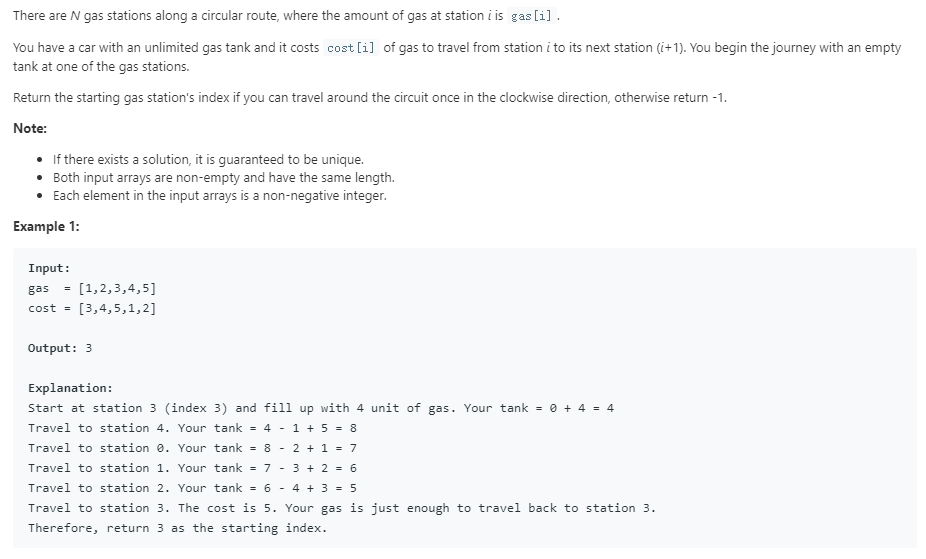 There are N gas stations along a circular route, where the amount of gas at station i is gas[i].
You have a car with an unlimited gas tank and it costs cost[i] of gas to travel from station i to its next station (i+1). You begin the journey with an empty
tank at one of the gas stations.
Return the starting gas station's index if you can travel around the circuit once in the clockwise direction, otherwise return -1.
Note:
• If there exists a solution, it is guaranteed to be unique.
• Both input arrays are non-empty and have the same length.
• Each element in the input arrays is a non-negative integer.
Example 1:
Input:
gas  = [1,2,3,4,5]
cost = [3,4,5,1,2]
Output: 3
Explanation:
Start at station 3 (index 3) and fill up with 4 unit of gas. Your tank = 0 + 4 = 4
Travel to station 4. Your tank = 4 - 1 + 5 = 8
Travel to station 0. Your tank = 8 - 2 + 1 = 7
Travel to station 1. Your tank = 7 - 3 + 2 = 6
Travel to station 2. Your tank = 6 - 4 + 3 = 5
Travel to station 3. The cost is 5. Your gas is just enough to travel back to station 3.
Therefore, return 3 as the starting index.